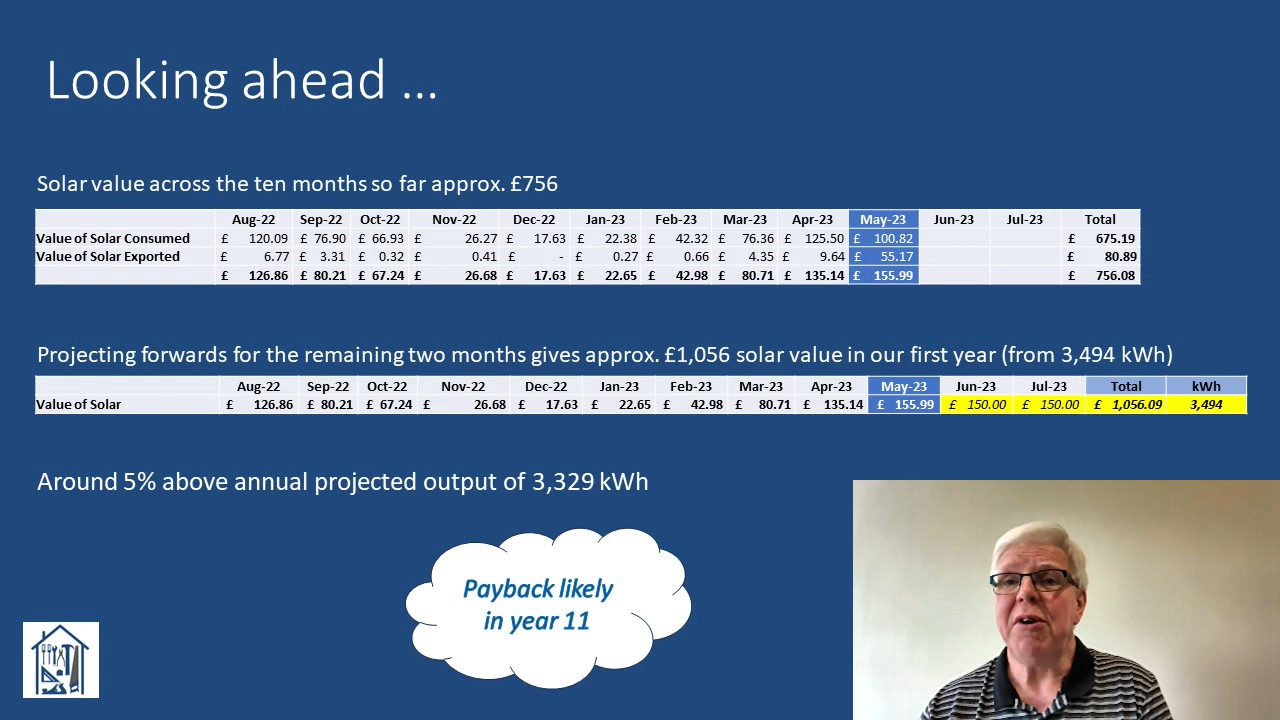 Looking ahead ...
Solar value across the ten months so far approx. £756
Aug-22 Sep-22 Oct-22 Nov-22 Dec-22 Jan-23 Feb-23 Mar-23 Apr-23 May-23 Jun-23 Jul-23 Total
Value of Solar Consumed £ 120.09 £ 76.90 £ 66.93 £ 26.27 £ 17.63 £ 22.38 £ 42.32 £ 76.36 £ 125.50 £ 100.82 £ 675.19
Value of Solar Exported £ 6.77 £ 3.31 £ 0.32 £ 0.41 £ - £ 0.27 £ 0.66 £ 4.35 £ 9.64 £ 55.17 £ 80.89
£ 126.86 £ 80.21 £ 67.24 £ 26.68 £ 17.63 £ 22.65 £ 42.98 £ 80.71 £ 135.14 £ 155.99 £ 756.08
Projecting forwards for the remaining two months gives approx. £1,056 solar value in our first year (from 3,494 kWh)
Aug-22 Sep-22 Oct-22 Nov-22 Dec-22 Jan-23 Feb-23 Mar-23 Apr-23 May-23 Jun-23 Jul-23 Total kWh
Value of Solar £ 126.86 £ 80.21 £ 67.24 £ 26.68 £ 17.63 £ 22.65 £ 42.98 £ 80.71 £ 135.14 £ 155.99 £ 150.00 £ 150.00 £ 1,056.09 3,494
Around 5% above annual projected output of 3,329 kWh
Payback likely
in year 11